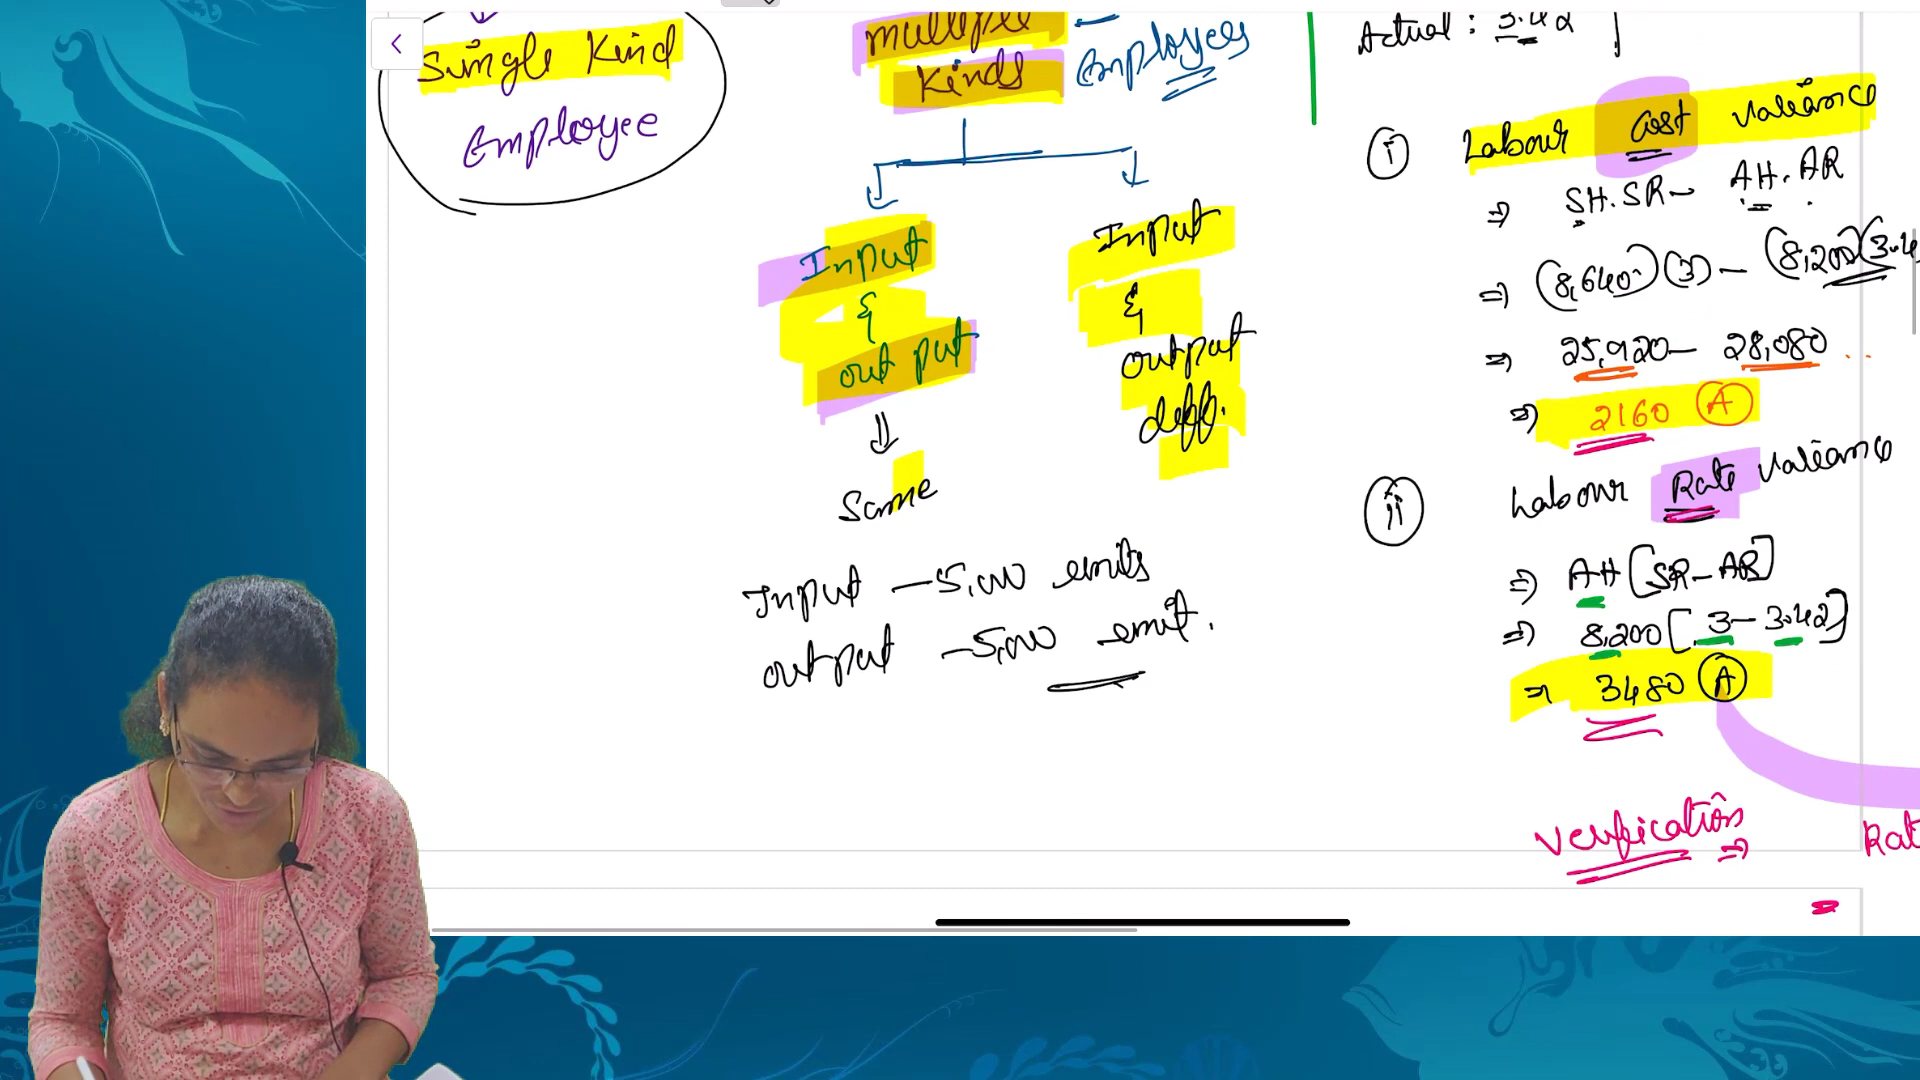 Single Kind
Employee
multiple
Kinds
Employees
Input
&
out put
Same
Input
&
output
diff.
Input – 5,000 units
output – 5,000 unit.
Actual : 3.42
i
Labour Cost Variance
⇒ SH.SR – AH.AR
⇒ (8,640) (3) – (8,200)(3.4
⇒ 25,920 – 28,080
⇒ 2160 A
ii
Labour Rate Variance
⇒ AH [SR – AR]
⇒ 8,200 [3 – 3.42]
⇒ 3480 A
Verification ⇒ Rat
=